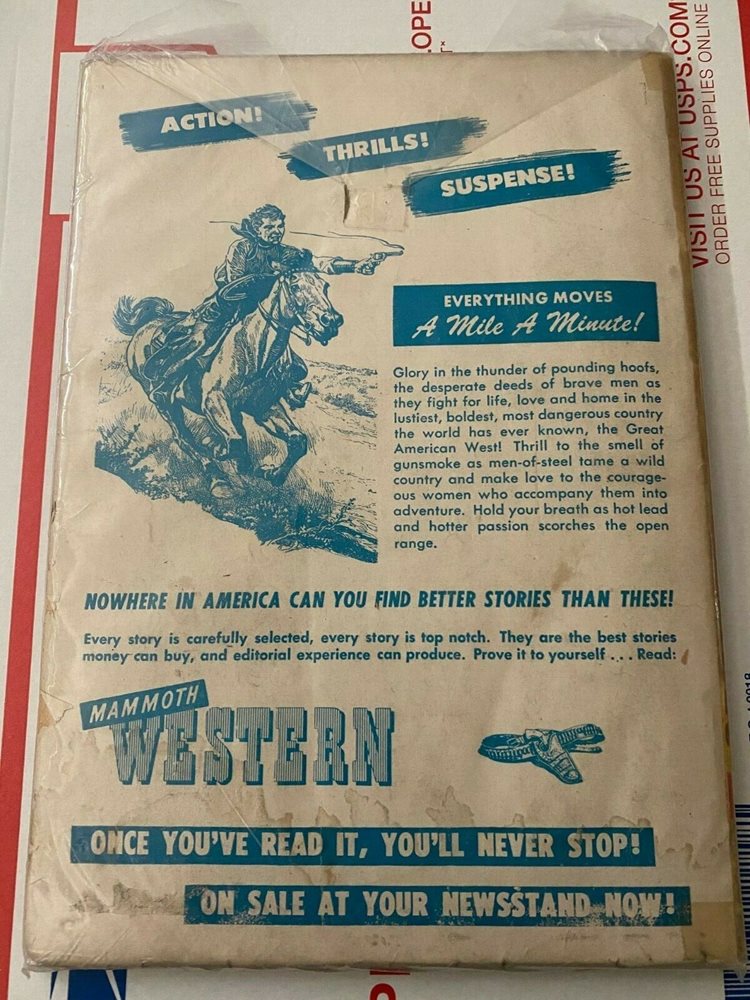 OPE
VISIT US AT USPS.COM
ORDER FREE SUPPLIES ONLINE
ACTION!
THRILLS!
SUSPENSE!
EVERYTHING MOVES
A Mile A Minute!
Glory in the thunder of pounding hoofs,
the desperate deeds of brave men as
they fight for life, love and home in the
lustiest, boldest, most dangerous country
the world has ever known, the Great
American West! Thrill to the smell of
gunsmoke as men-of-steel tame a wild
country and make love to the courage-
ous women who accompany them into
adventure. Hold your breath as hot lead
and hotter passion scorches the open
range.
NOWHERE IN AMERICA CAN YOU FIND BETTER STORIES THAN THESE!
Every story is carefully selected, every story is top notch. They are the best stories
money can buy, and editorial experience can produce. Prove it to yourself ... Read:
MAMMOTH
WESTERN
ONCE YOU'VE READ IT, YOU'LL NEVER STOP!
ON SALE AT YOUR NEWSSTAND NOW!